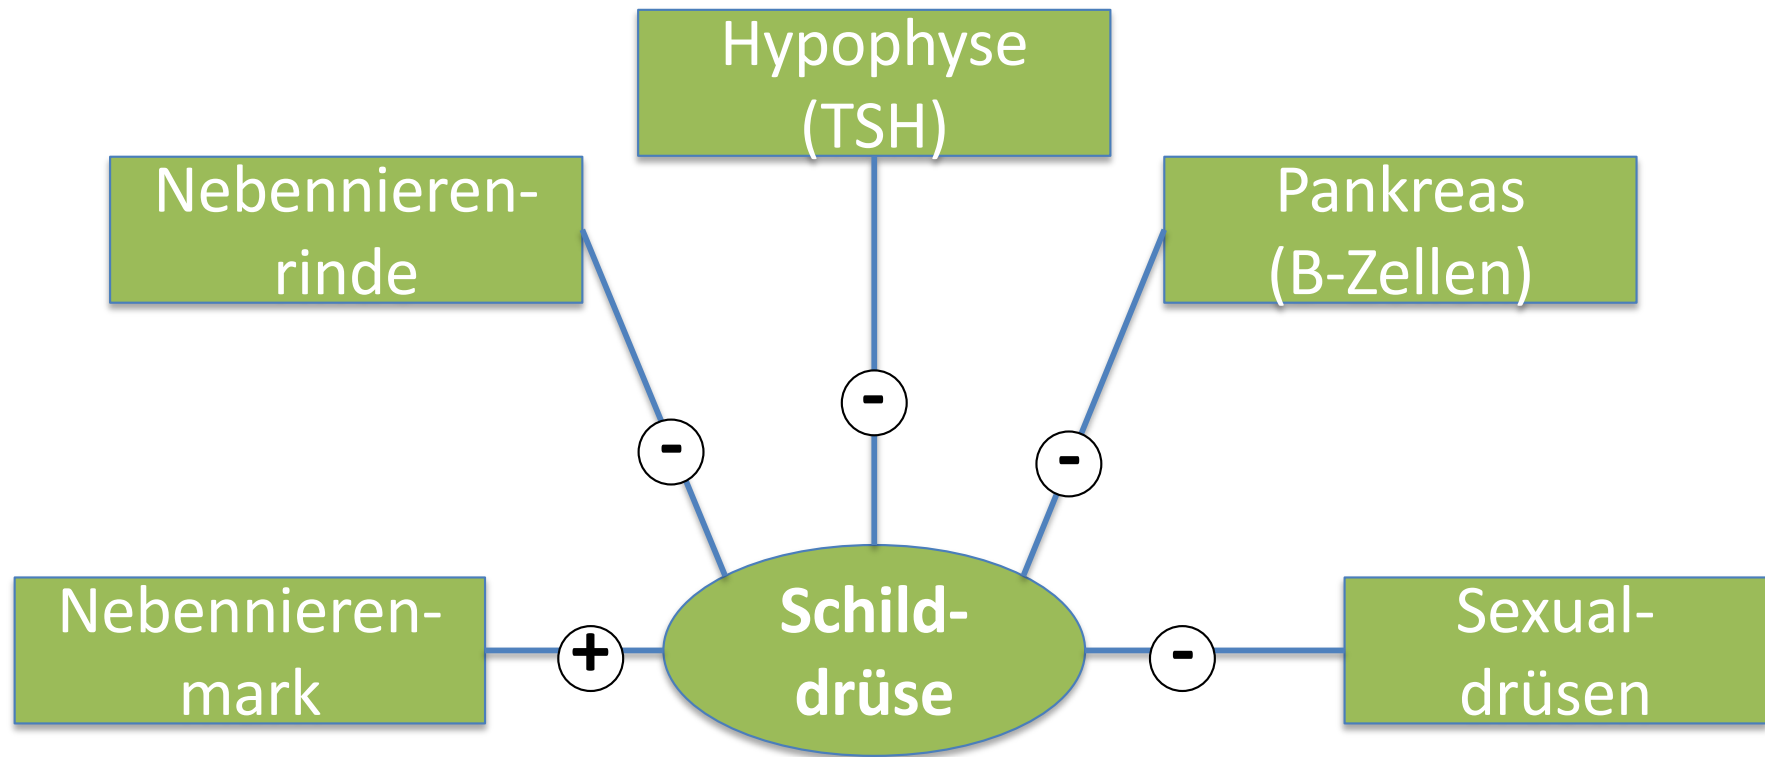 Hypophyse
(TSH)
Nebennieren-
rinde
Pankreas
(B-Zellen)
-
-
-
Nebennieren-
mark
+
Schild-
drüse
-
Sexual-
drüsen